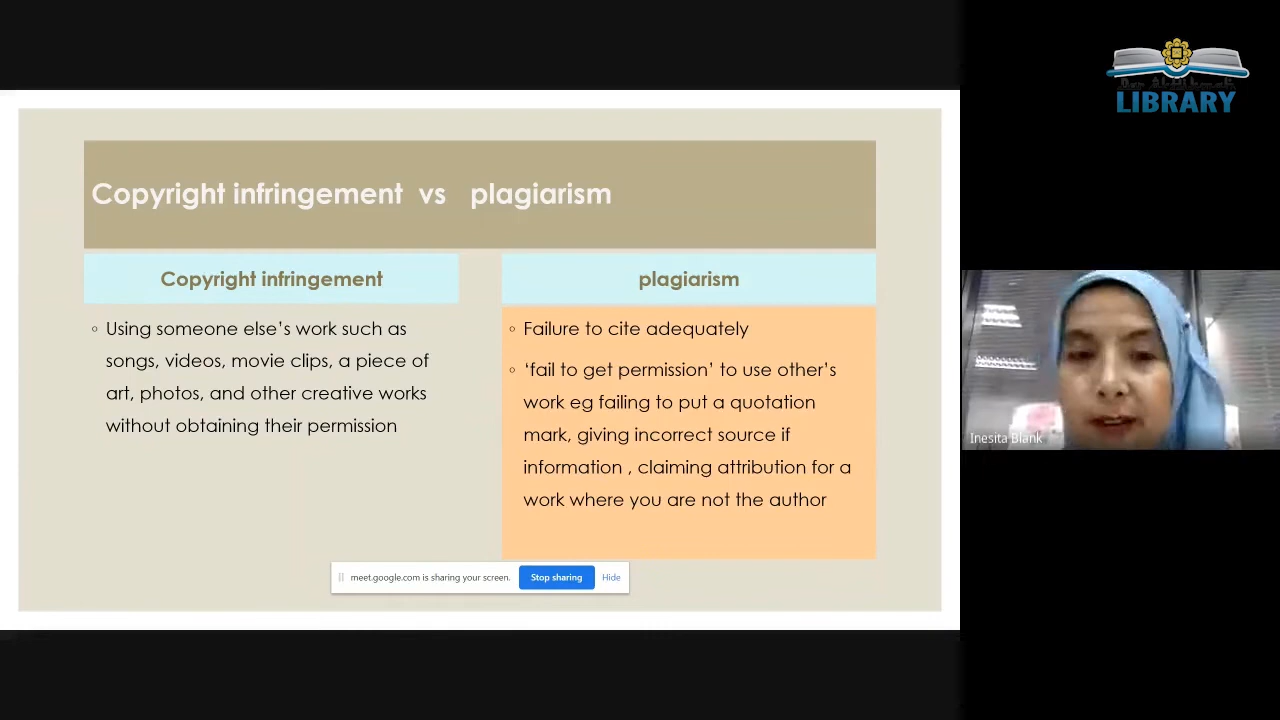 LIBRARY
Copyright infringement vs plagiarism
Copyright infringement
plagiarism
◦ Using someone else’s work such as
songs, videos, movie clips, a piece of
art, photos, and other creative works
without obtaining their permission
◦ Failure to cite adequately
◦ ‘fail to get permission’ to use other’s
work eg failing to put a quotation
mark, giving incorrect source if
information , claiming attribution for a
work where you are not the author
meet.google.com is sharing your screen.
Stop sharing
Hide
Inesita Blank